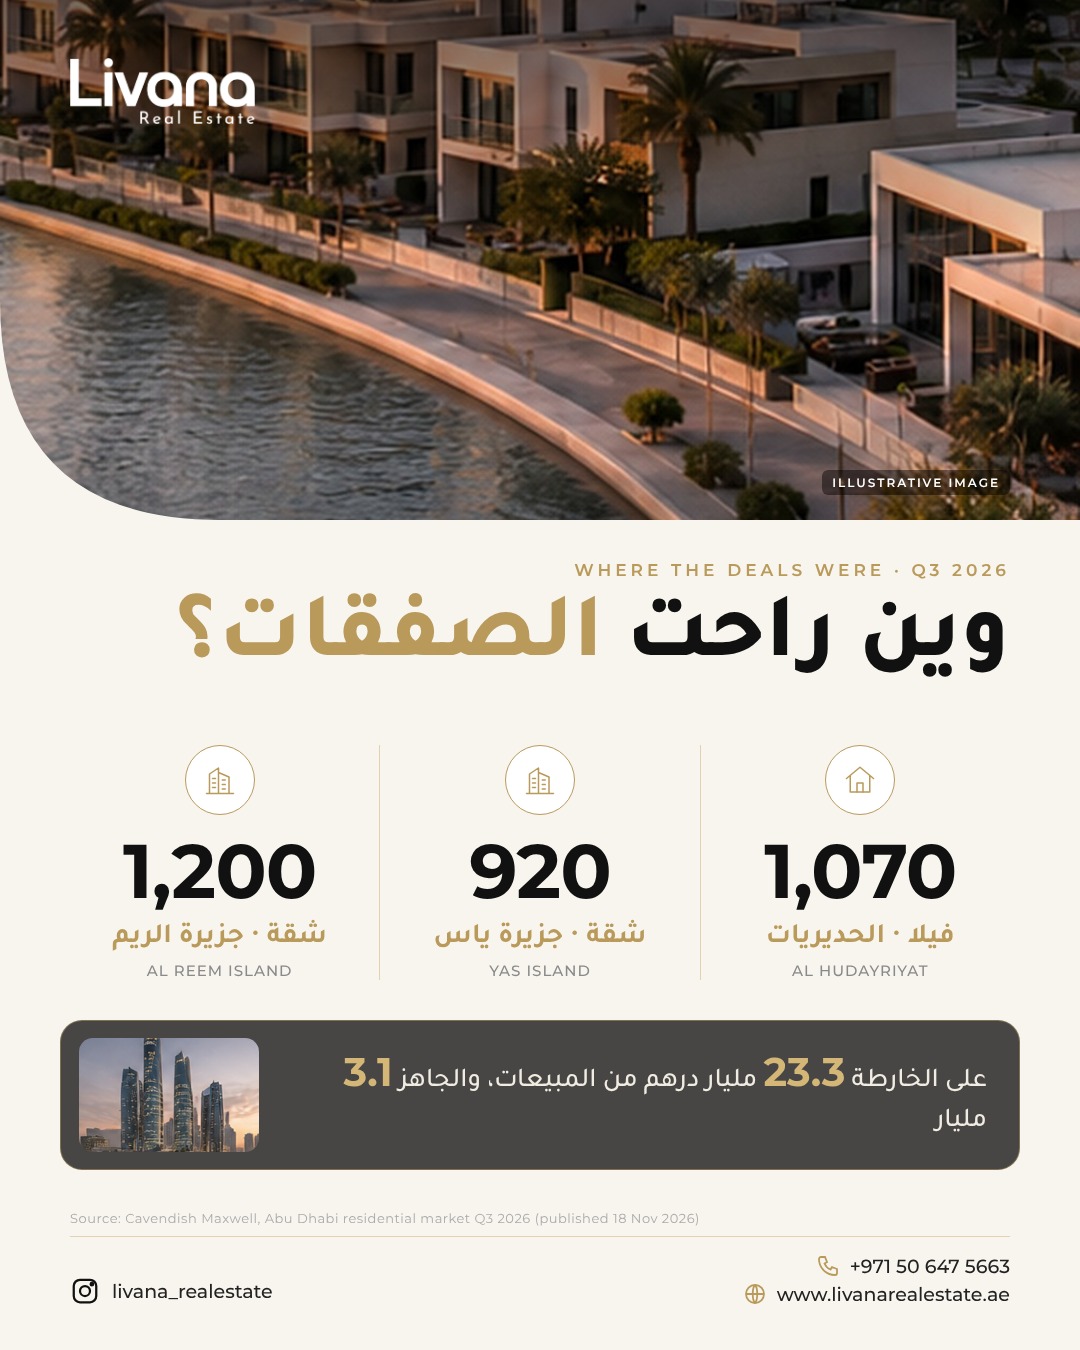 Livana
Real Estate
ILLUSTRATIVE IMAGE
WHERE THE DEALS WERE · Q3 2026
وين راحت الصفقات؟
1,070
فيلا · الحديريات
AL HUDAYRIYAT
920
شقة · جزيرة ياس
YAS ISLAND
1,200
شقة · جزيرة الريم
AL REEM ISLAND
على الخارطة 23.3 مليار درهم من المبيعات، والجاهز 3.1
مليار
Source: Cavendish Maxwell, Abu Dhabi residential market Q3 2026 (published 18 Nov 2026)
livana_realestate
+971 50 647 5663
www.livanarealestate.ae